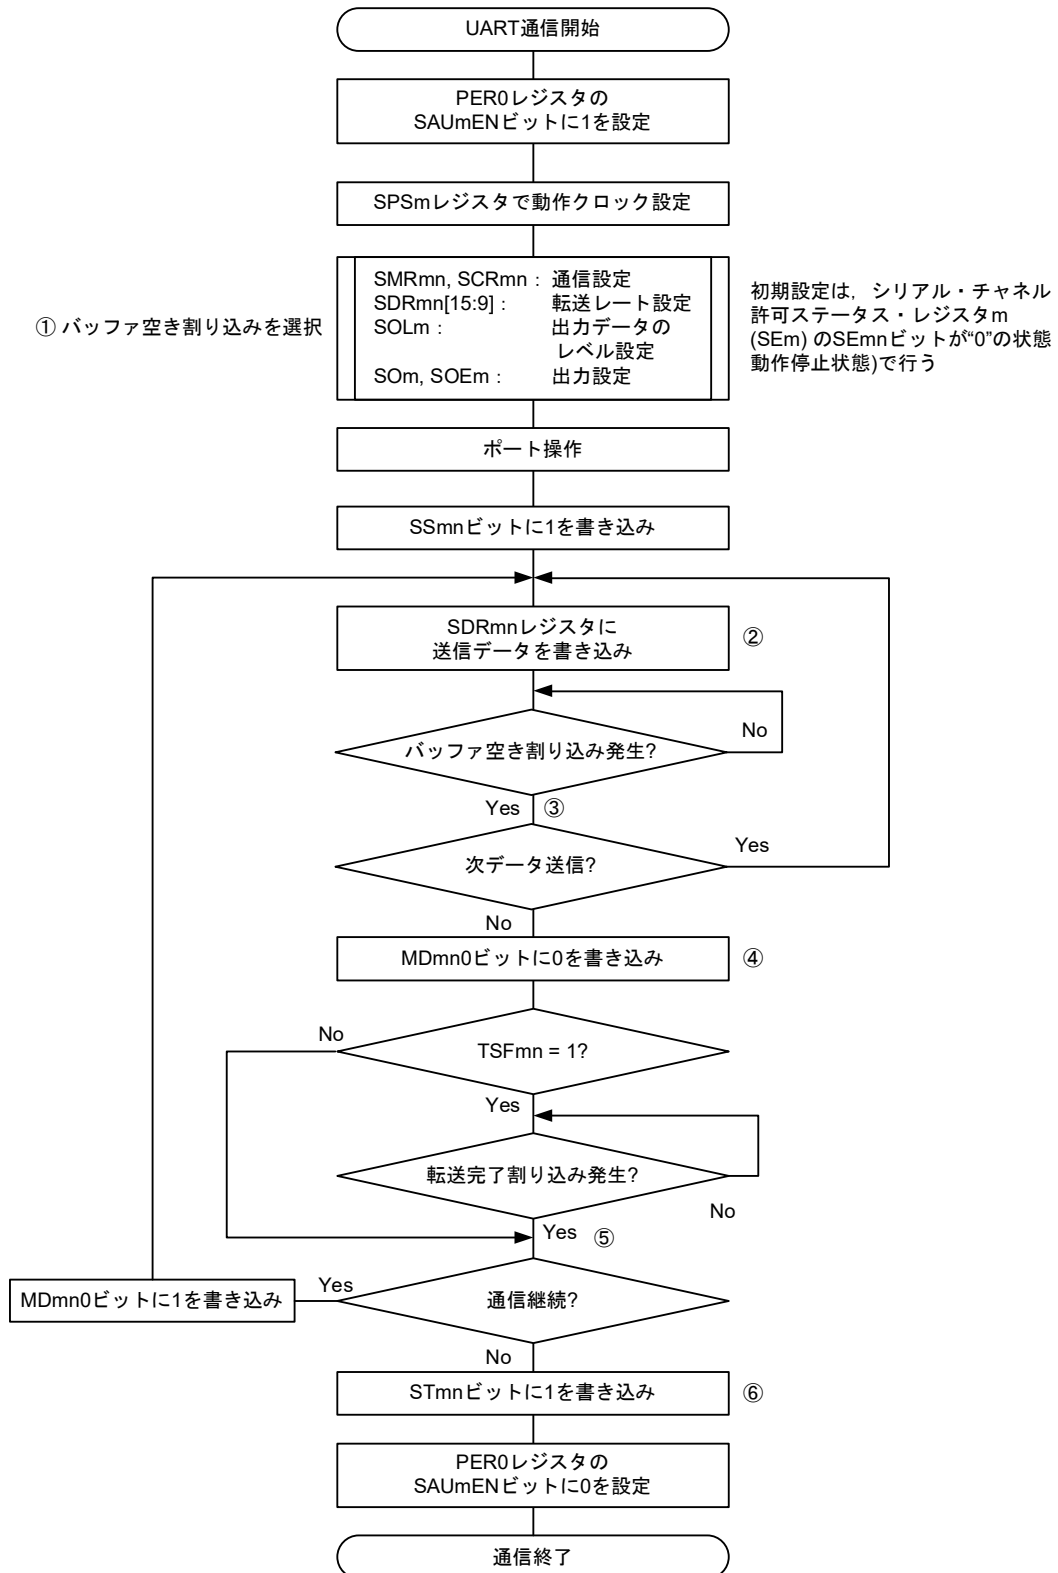 UART通信開始
PER0レジスタの
SAUmENビットに1を設定
SPSmレジスタで動作クロック設定
① バッファ空き割り込みを選択
SMRmn, SCRmn : 通信設定
SDRmn[15:9] : 転送レート設定
SOLm : 出力データの
レベル設定
SOm, SOEm : 出力設定
初期設定は，シリアル・チャネル
許可ステータス・レジスタm
(SEm) のSEmnビットが“0”の状態
動作停止状態)で行う
ポート操作
SSmnビットに1を書き込み
SDRmnレジスタに
送信データを書き込み
②
No
バッファ空き割り込み発生?
Yes ③
次データ送信?
Yes
No
MDmn0ビットに0を書き込み
④
No
TSFmn = 1?
Yes
転送完了割り込み発生?
No
Yes ⑤
MDmn0ビットに1を書き込み
Yes
通信継続?
No
STmnビットに1を書き込み
⑥
PER0レジスタの
SAUmENビットに0を設定
通信終了